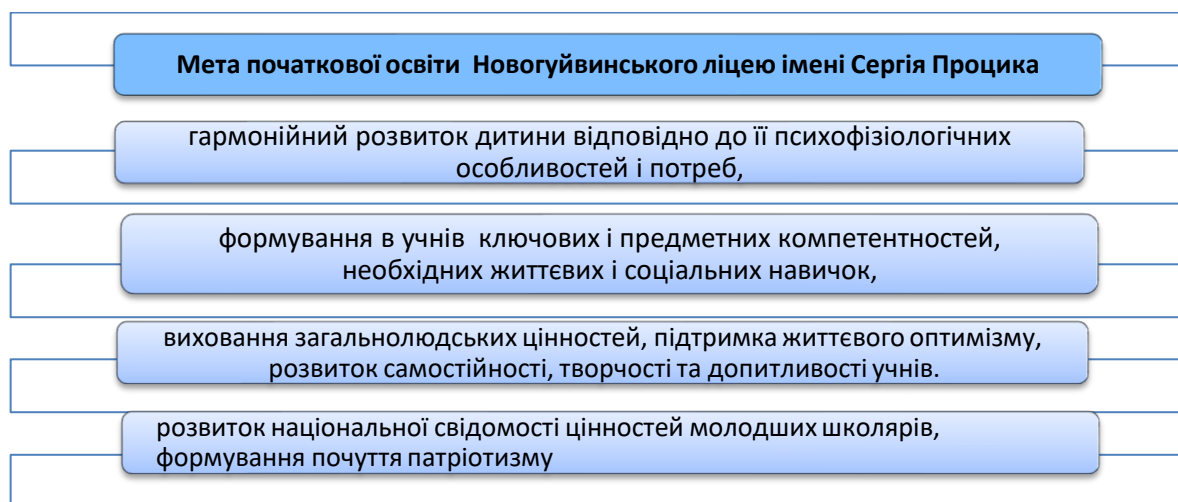 Мета початкової освіти Новогуйвинського ліцею імені Сергія Процика
гармонійний розвиток дитини відповідно до її психофізіологічних
особливостей і потреб,
формування в учнів ключових і предметних компетентностей,
необхідних життєвих і соціальних навичок,
виховання загальнолюдських цінностей, підтримка життєвого оптимізму,
розвиток самостійності, творчості та допитливості учнів.
розвиток національної свідомості цінностей молодших школярів,
формування почуття патріотизму